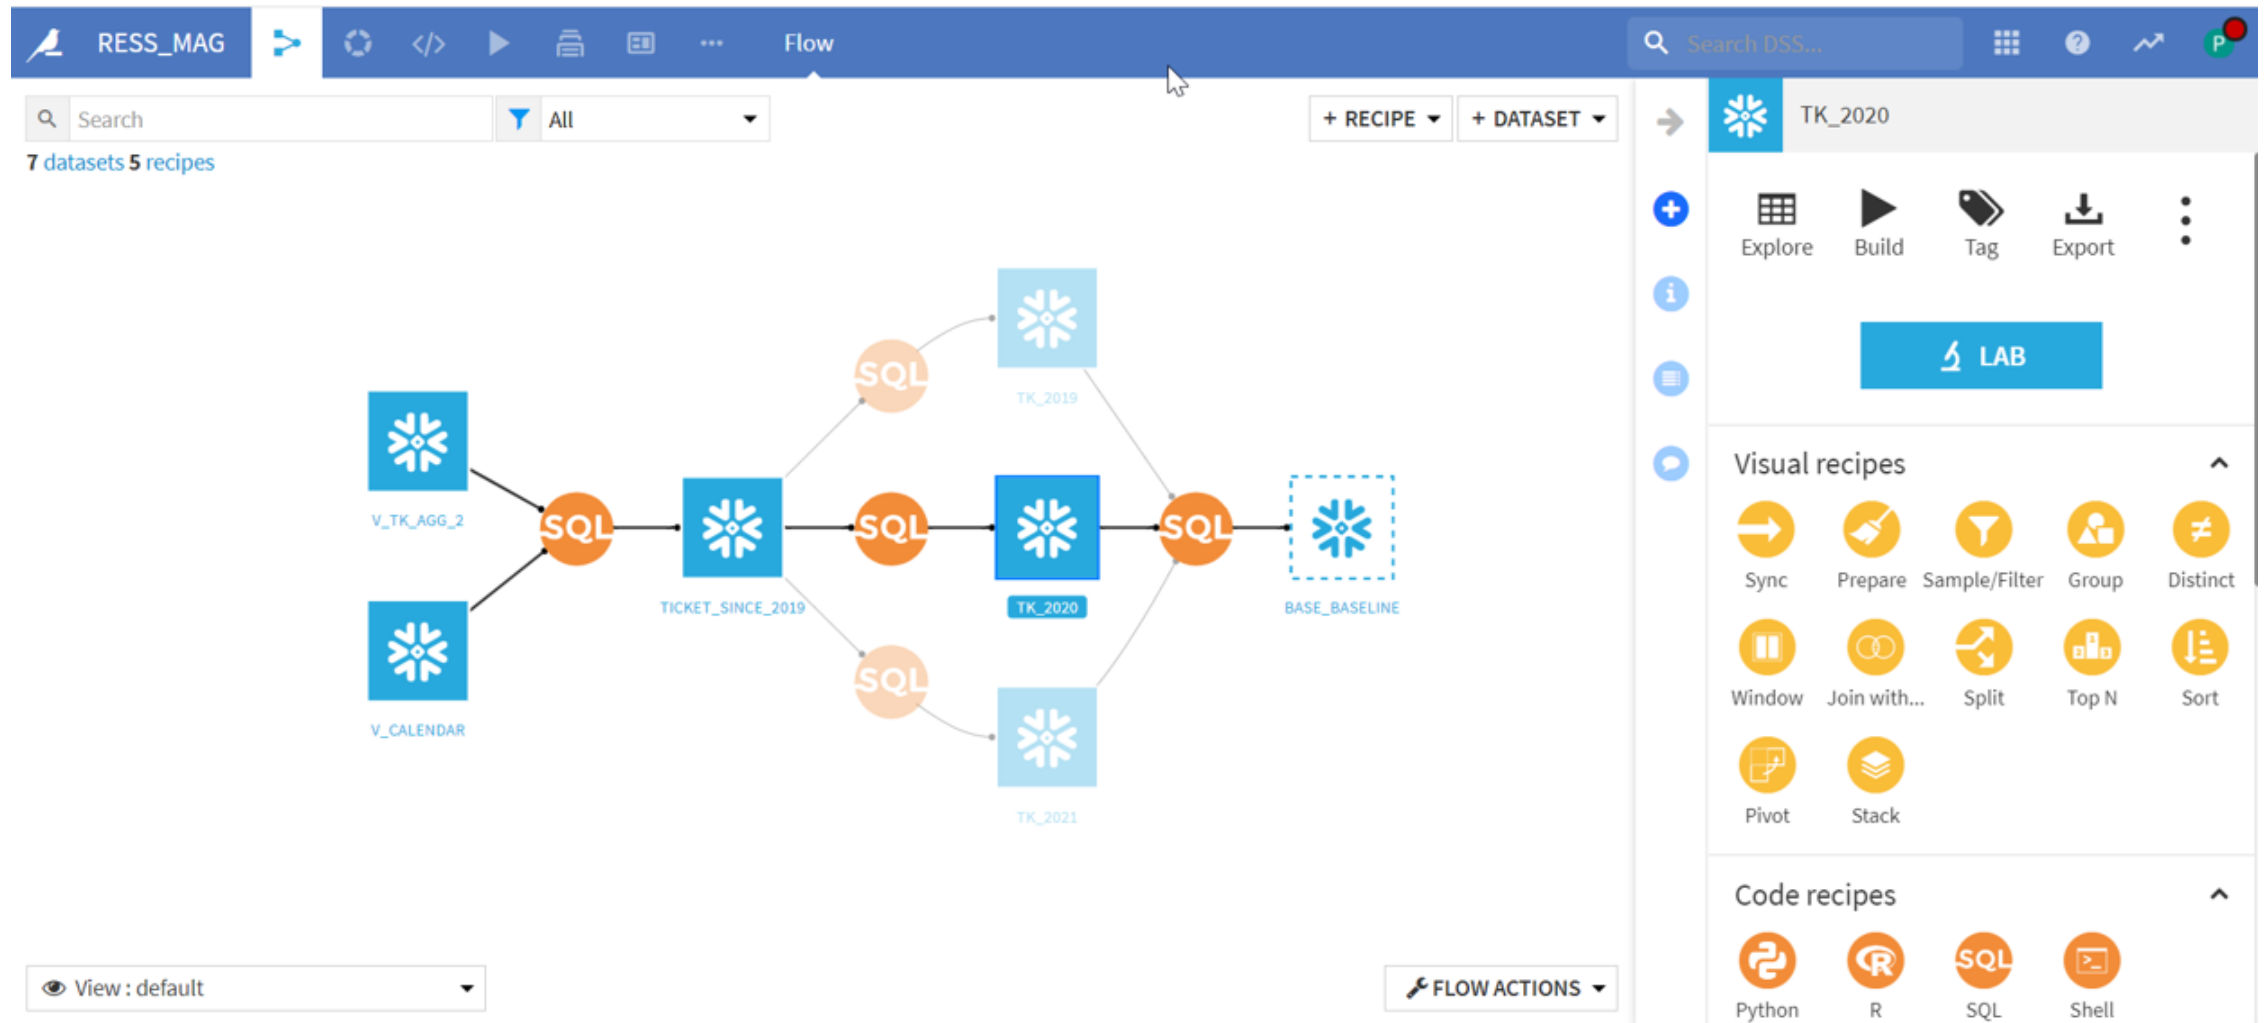 RESS_MAG
Flow
Search DSS...
P
Search
All
+ RECIPE
+ DATASET
7 datasets 5 recipes
TK_2020
Explore
Build
Tag
Export
LAB
SQL
TK_2019
V_TK_AGG_2
SQL
TICKET_SINCE_2019
SQL
TK_2020
SQL
BASE_BASELINE
V_CALENDAR
SQL
TK_2021
Visual recipes
Sync
Prepare
Sample/Filter
Group
Distinct
Window
Join with...
Split
Top N
Sort
Pivot
Stack
Code recipes
Python
R
SQL
SQL
Shell
View : default
FLOW ACTIONS